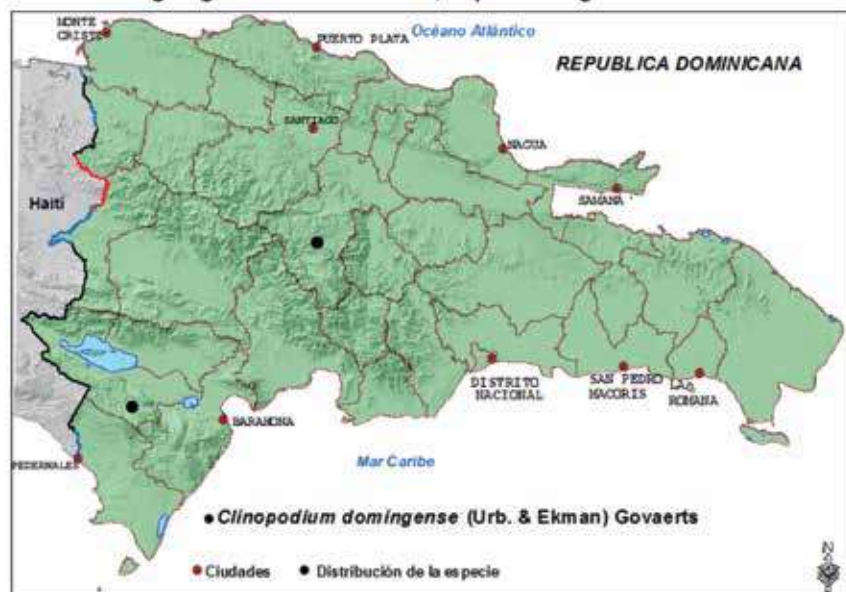 MONTE
CRISTI
PUERTO PLATA
Océano Atlántico
REPUBLICA DOMINICANA
SANTIAGO
NAGUA
SAMANA
Haití
DISTRITO
NACIONAL
SAN PEDRO
MACORIS
LA
ROMANA
BARAHONA
PEDERNALES
Mar Caribe
Clinopodium domingense (Urb. & Ekman) Govaerts
Ciudades
Distribución de la especie
N